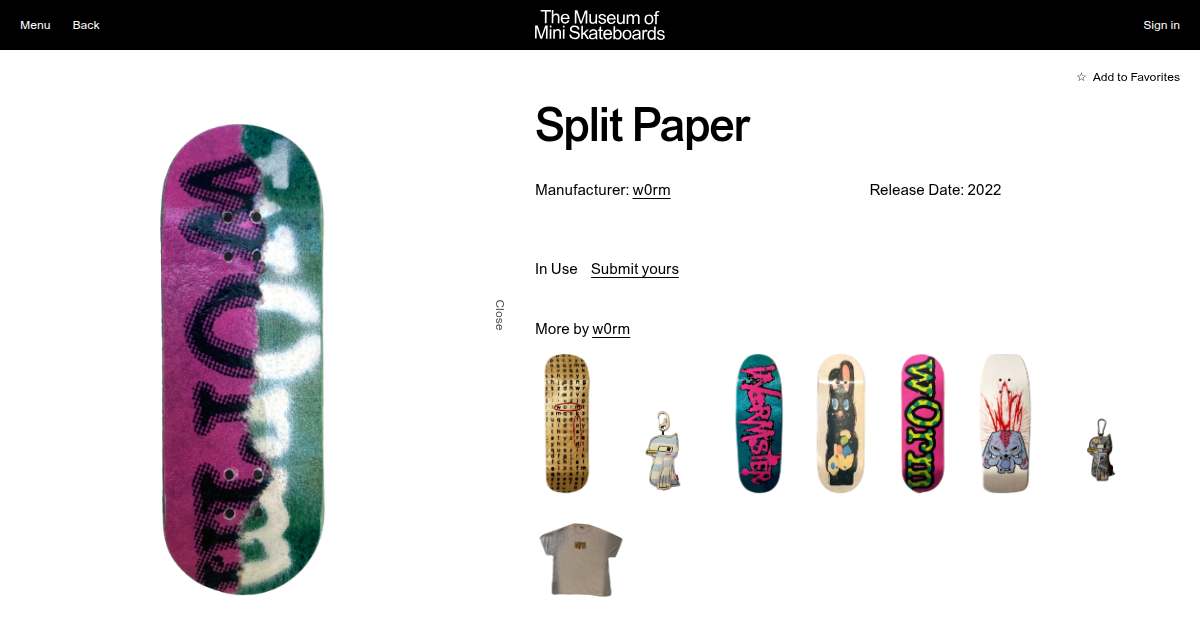 Menu
Back
The Museum of
Mini Skateboards
Sign in
☆ Add to Favorites
Split Paper
Manufacturer: w0rm
Release Date: 2022
In Use
Submit yours
Close
More by w0rm
WORMPSTER
w0rm